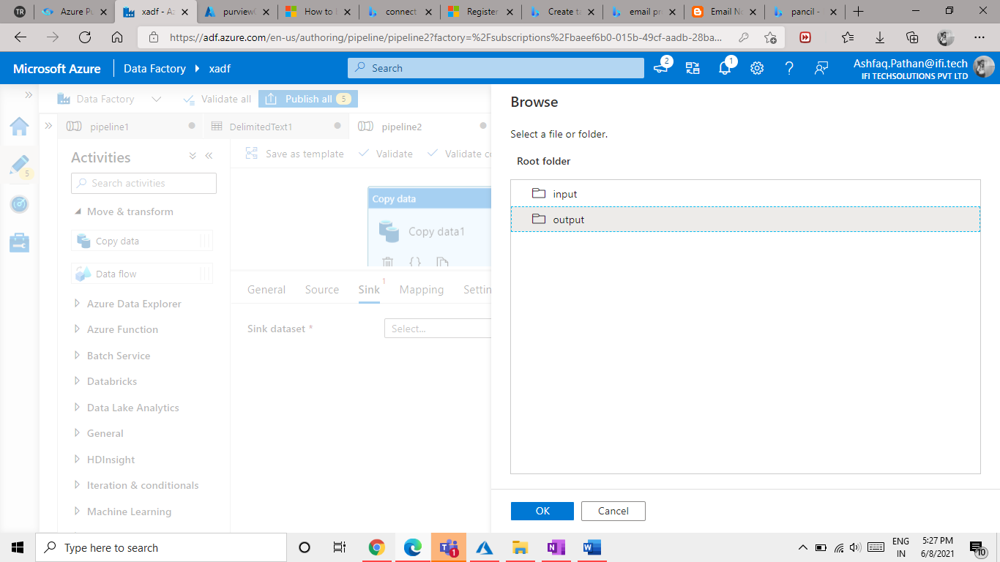 TR
Azure Pu
xadf - Az
purview
How to
connect
Register
Create ta
email pr
Email No
pancil -
https://adf.azure.com/en-us/authoring/pipeline/pipeline2?factory=%2Fsubscriptions%2Fbaeef6b0-015b-49cf-aadb-28ba...
Microsoft Azure
Data Factory
xadf
Search
2
1
Ashfaq.Pathan@ifi.tech
IFI TECHSOLUTIONS PVT LTD
Data Factory
Validate all
Publish all 5
pipeline1
DelimitedText1
pipeline2
5
Activities
Search activities
Move & transform
Copy data
Data flow
Azure Data Explorer
Azure Function
Batch Service
Databricks
Data Lake Analytics
General
HDInsight
Iteration & conditionals
Machine Learning
Save as template
Validate
Validate co
Copy data
Copy data1
{}
General
Source
Sink 1
Mapping
Settin
Sink dataset *
Select...
Browse
Select a file or folder.
Root folder
input
output
OK
Cancel
Type here to search
1
ENG
IN
5:27 PM
6/8/2021
10